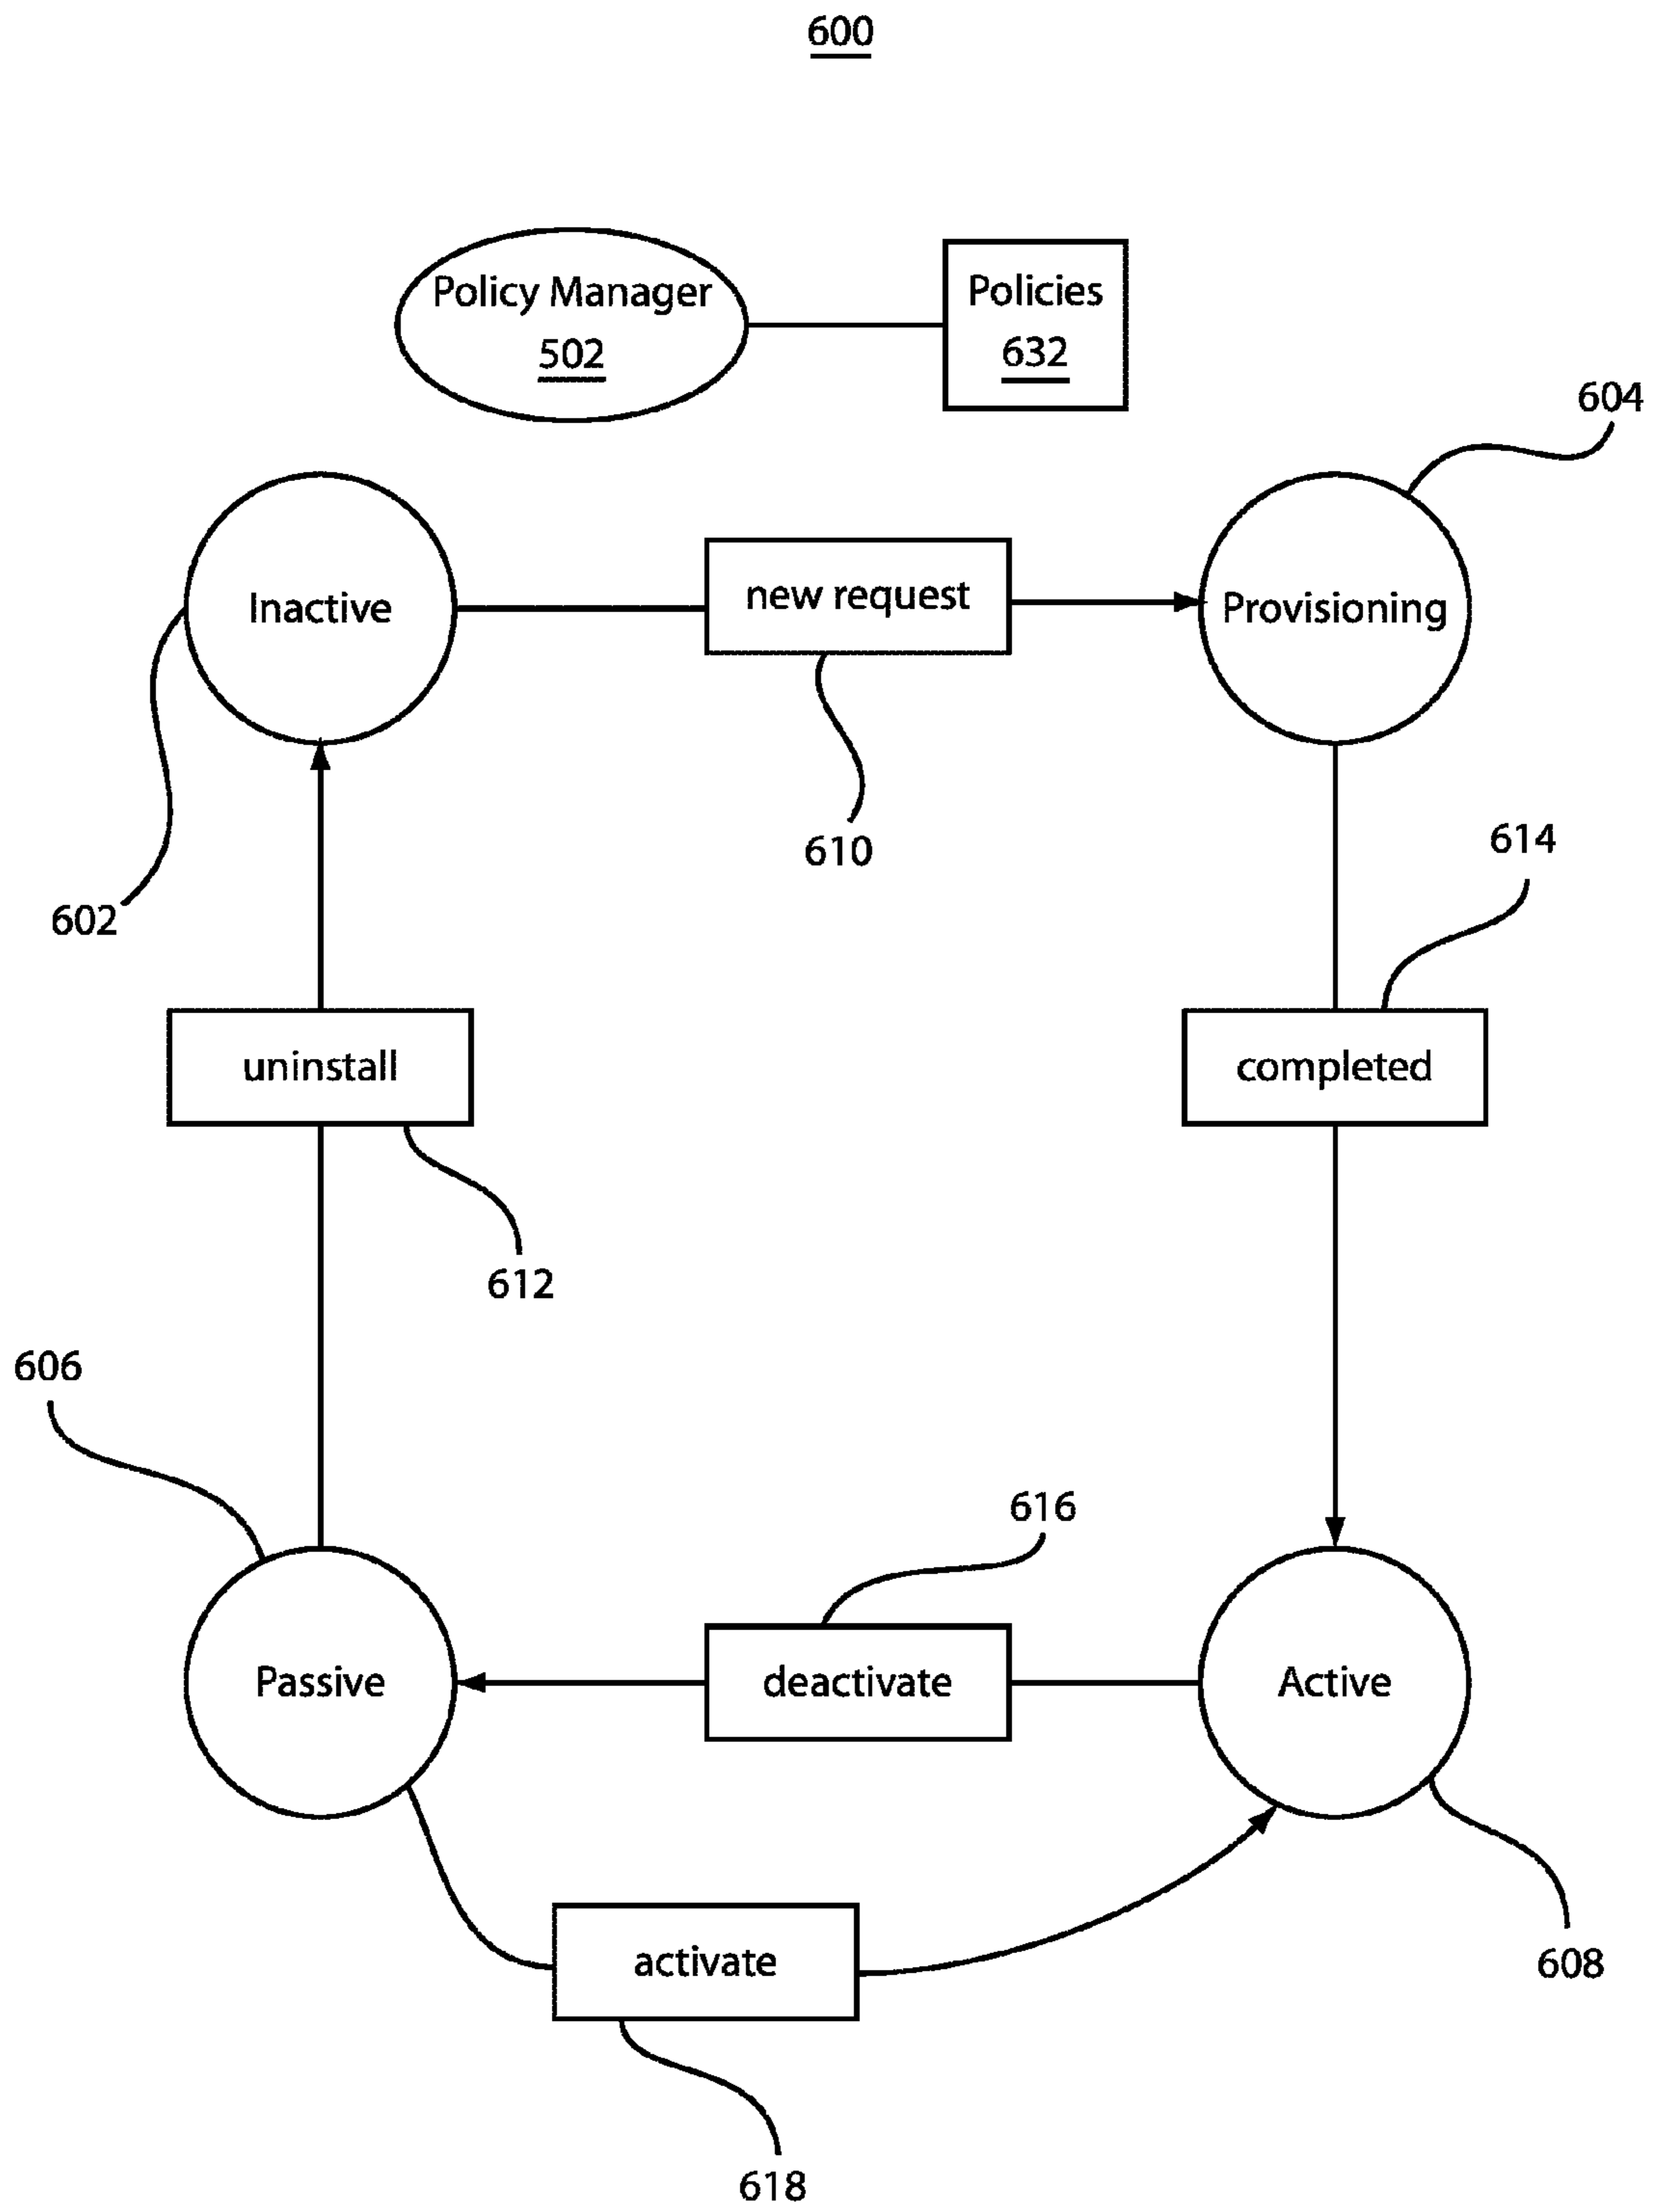 600
Policy Manager
502
Policies
632
604
Inactive
new request
Provisioning
610
614
602
uninstall
completed
612
606
616
Passive
deactivate
Active
activate
608
618